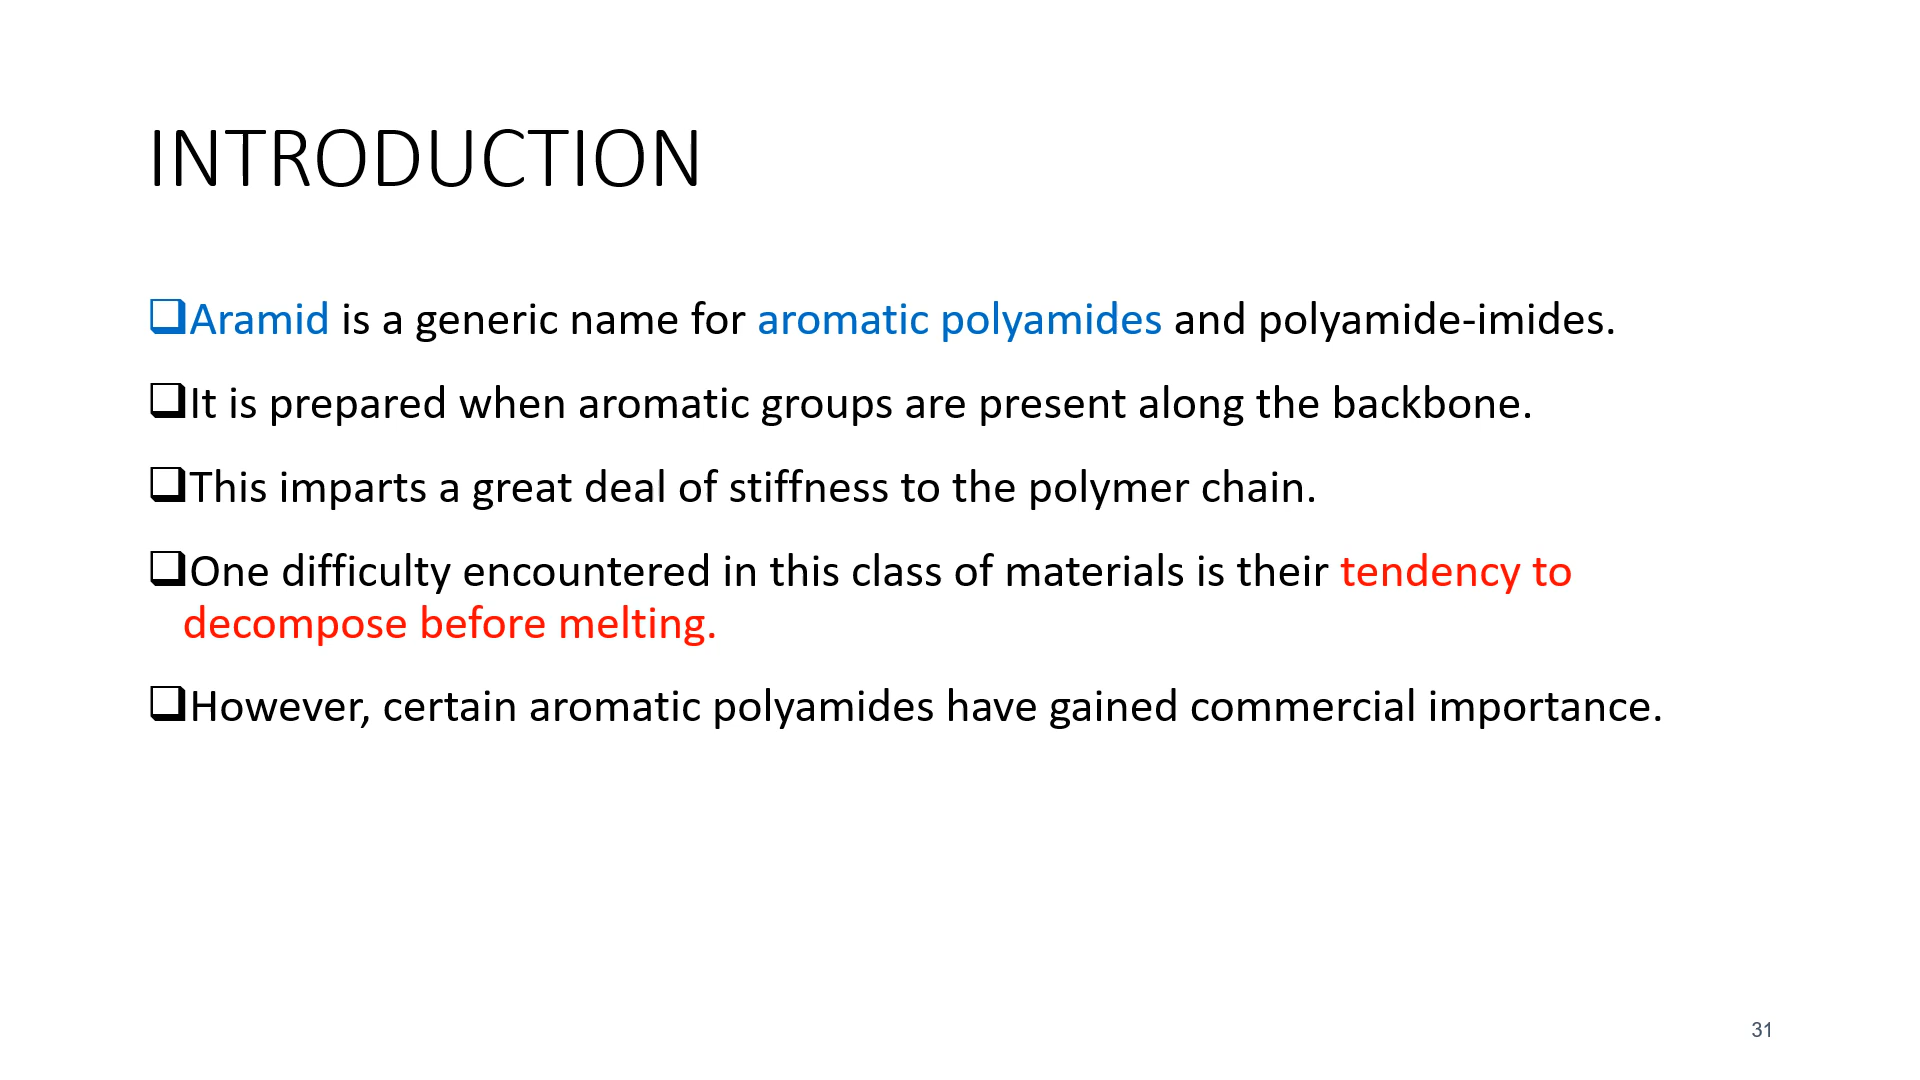 INTRODUCTION
❑Aramid is a generic name for aromatic polyamides and polyamide-imides.
❑It is prepared when aromatic groups are present along the backbone.
❑This imparts a great deal of stiffness to the polymer chain.
❑One difficulty encountered in this class of materials is their tendency to
decompose before melting.
❑However, certain aromatic polyamides have gained commercial importance.
31